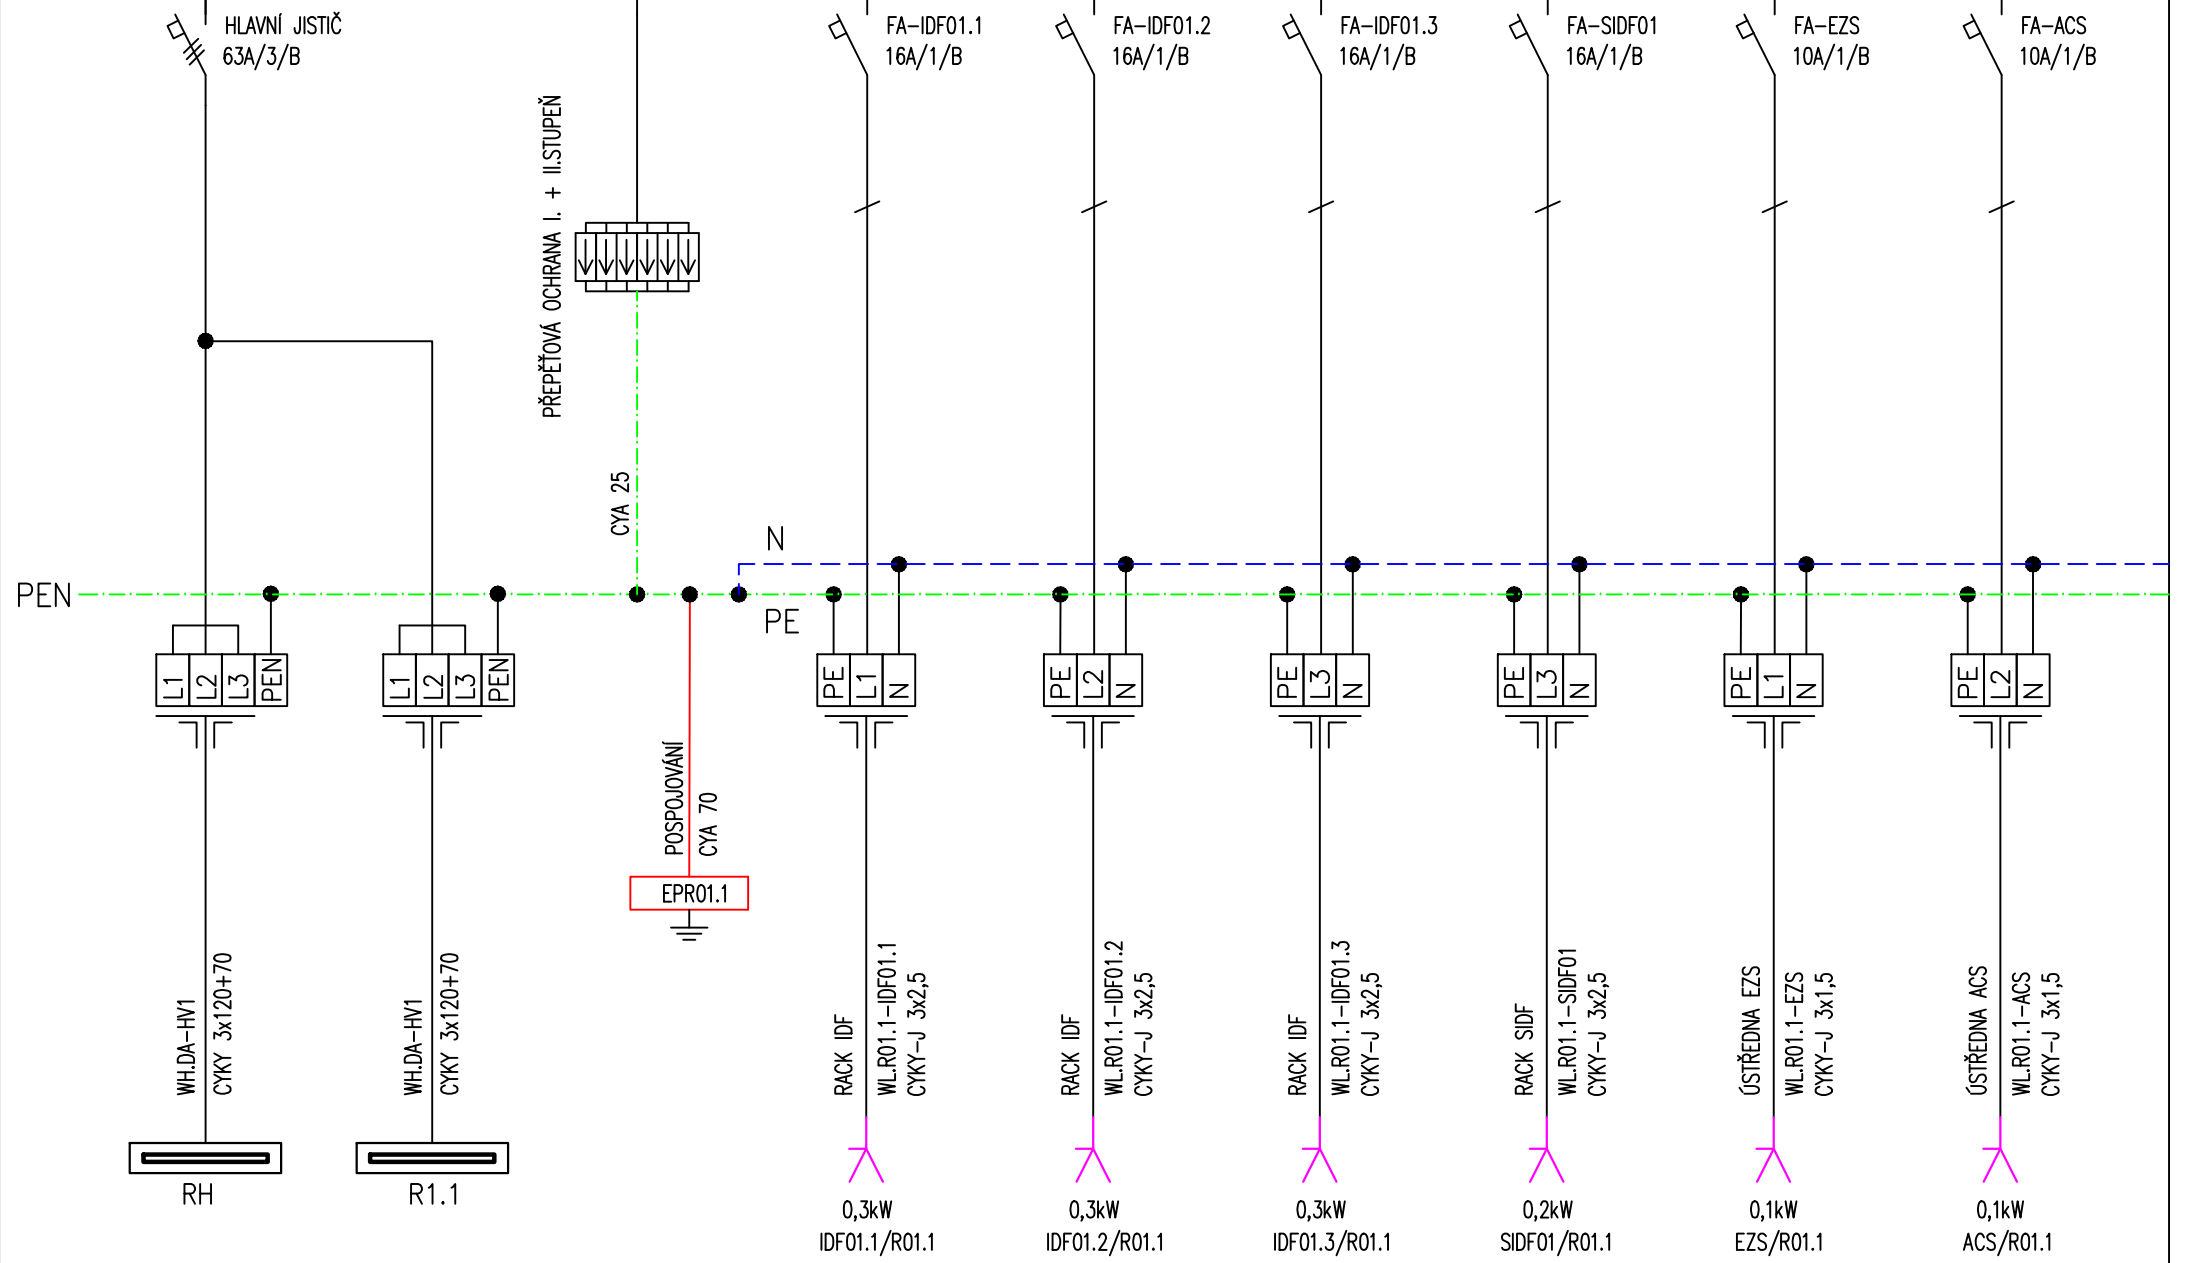 HLAVNÍ JISTIČ
63A/3/B
FA-IDF01.1
16A/1/B
FA-IDF01.2
16A/1/B
FA-IDF01.3
16A/1/B
FA-SIDF01
16A/1/B
FA-EZS
10A/1/B
FA-ACS
10A/1/B
PŘEPĚŤOVÁ OCHRANA I. + II.STUPEŇ
CYA 25
N
PEN
PE
L1
L2
L3
PEN
L1
L2
L3
PEN
PE
L1
N
PE
L2
N
PE
L3
N
PE
L3
N
PE
L1
N
PE
L2
N
POSPOJOVÁNÍ
CYA 70
EPR01.1
WH.DA-HV1
CYKY 3x120+70
WH.DA-HV1
CYKY 3x120+70
RACK IDF
WL.R01.1-IDF01.1
CYKY-J 3x2,5
RACK IDF
WL.R01.1-IDF01.2
CYKY-J 3x2,5
RACK IDF
WL.R01.1-IDF01.3
CYKY-J 3x2,5
RACK SIDF
WL.R01.1-SIDF01
CYKY-J 3x2,5
ÚSTŘEDNA EZS
WL.R01.1-EZS
CYKY-J 3x1,5
ÚSTŘEDNA ACS
WL.R01.1-ACS
CYKY-J 3x1,5
RH
R1.1
0,3kW
IDF01.1/R01.1
0,3kW
IDF01.2/R01.1
0,3kW
IDF01.3/R01.1
0,2kW
SIDF01/R01.1
0,1kW
EZS/R01.1
0,1kW
ACS/R01.1